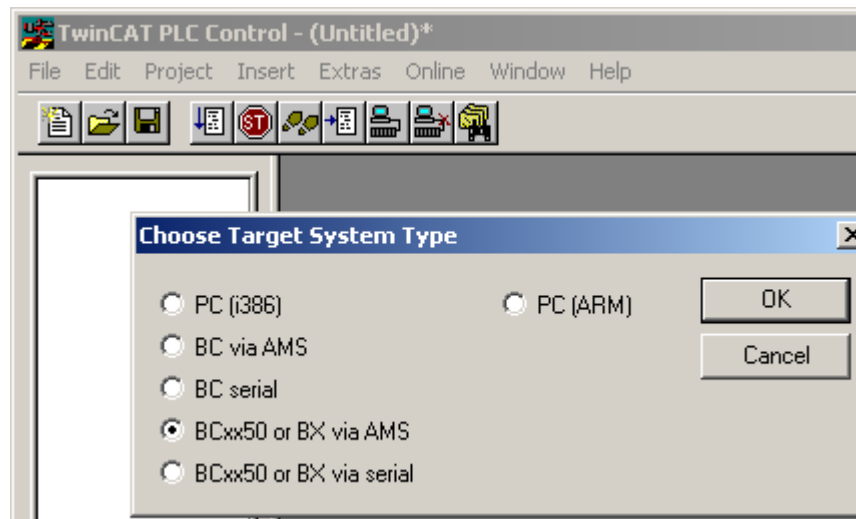 TwinCAT PLC Control - (Untitled)*
File Edit Project Insert Extras Online Window Help
ST
Choose Target System Type
PC (i386)
PC (ARM)
OK
BC via AMS
Cancel
BC serial
BCxx50 or BX via AMS
BCxx50 or BX via serial